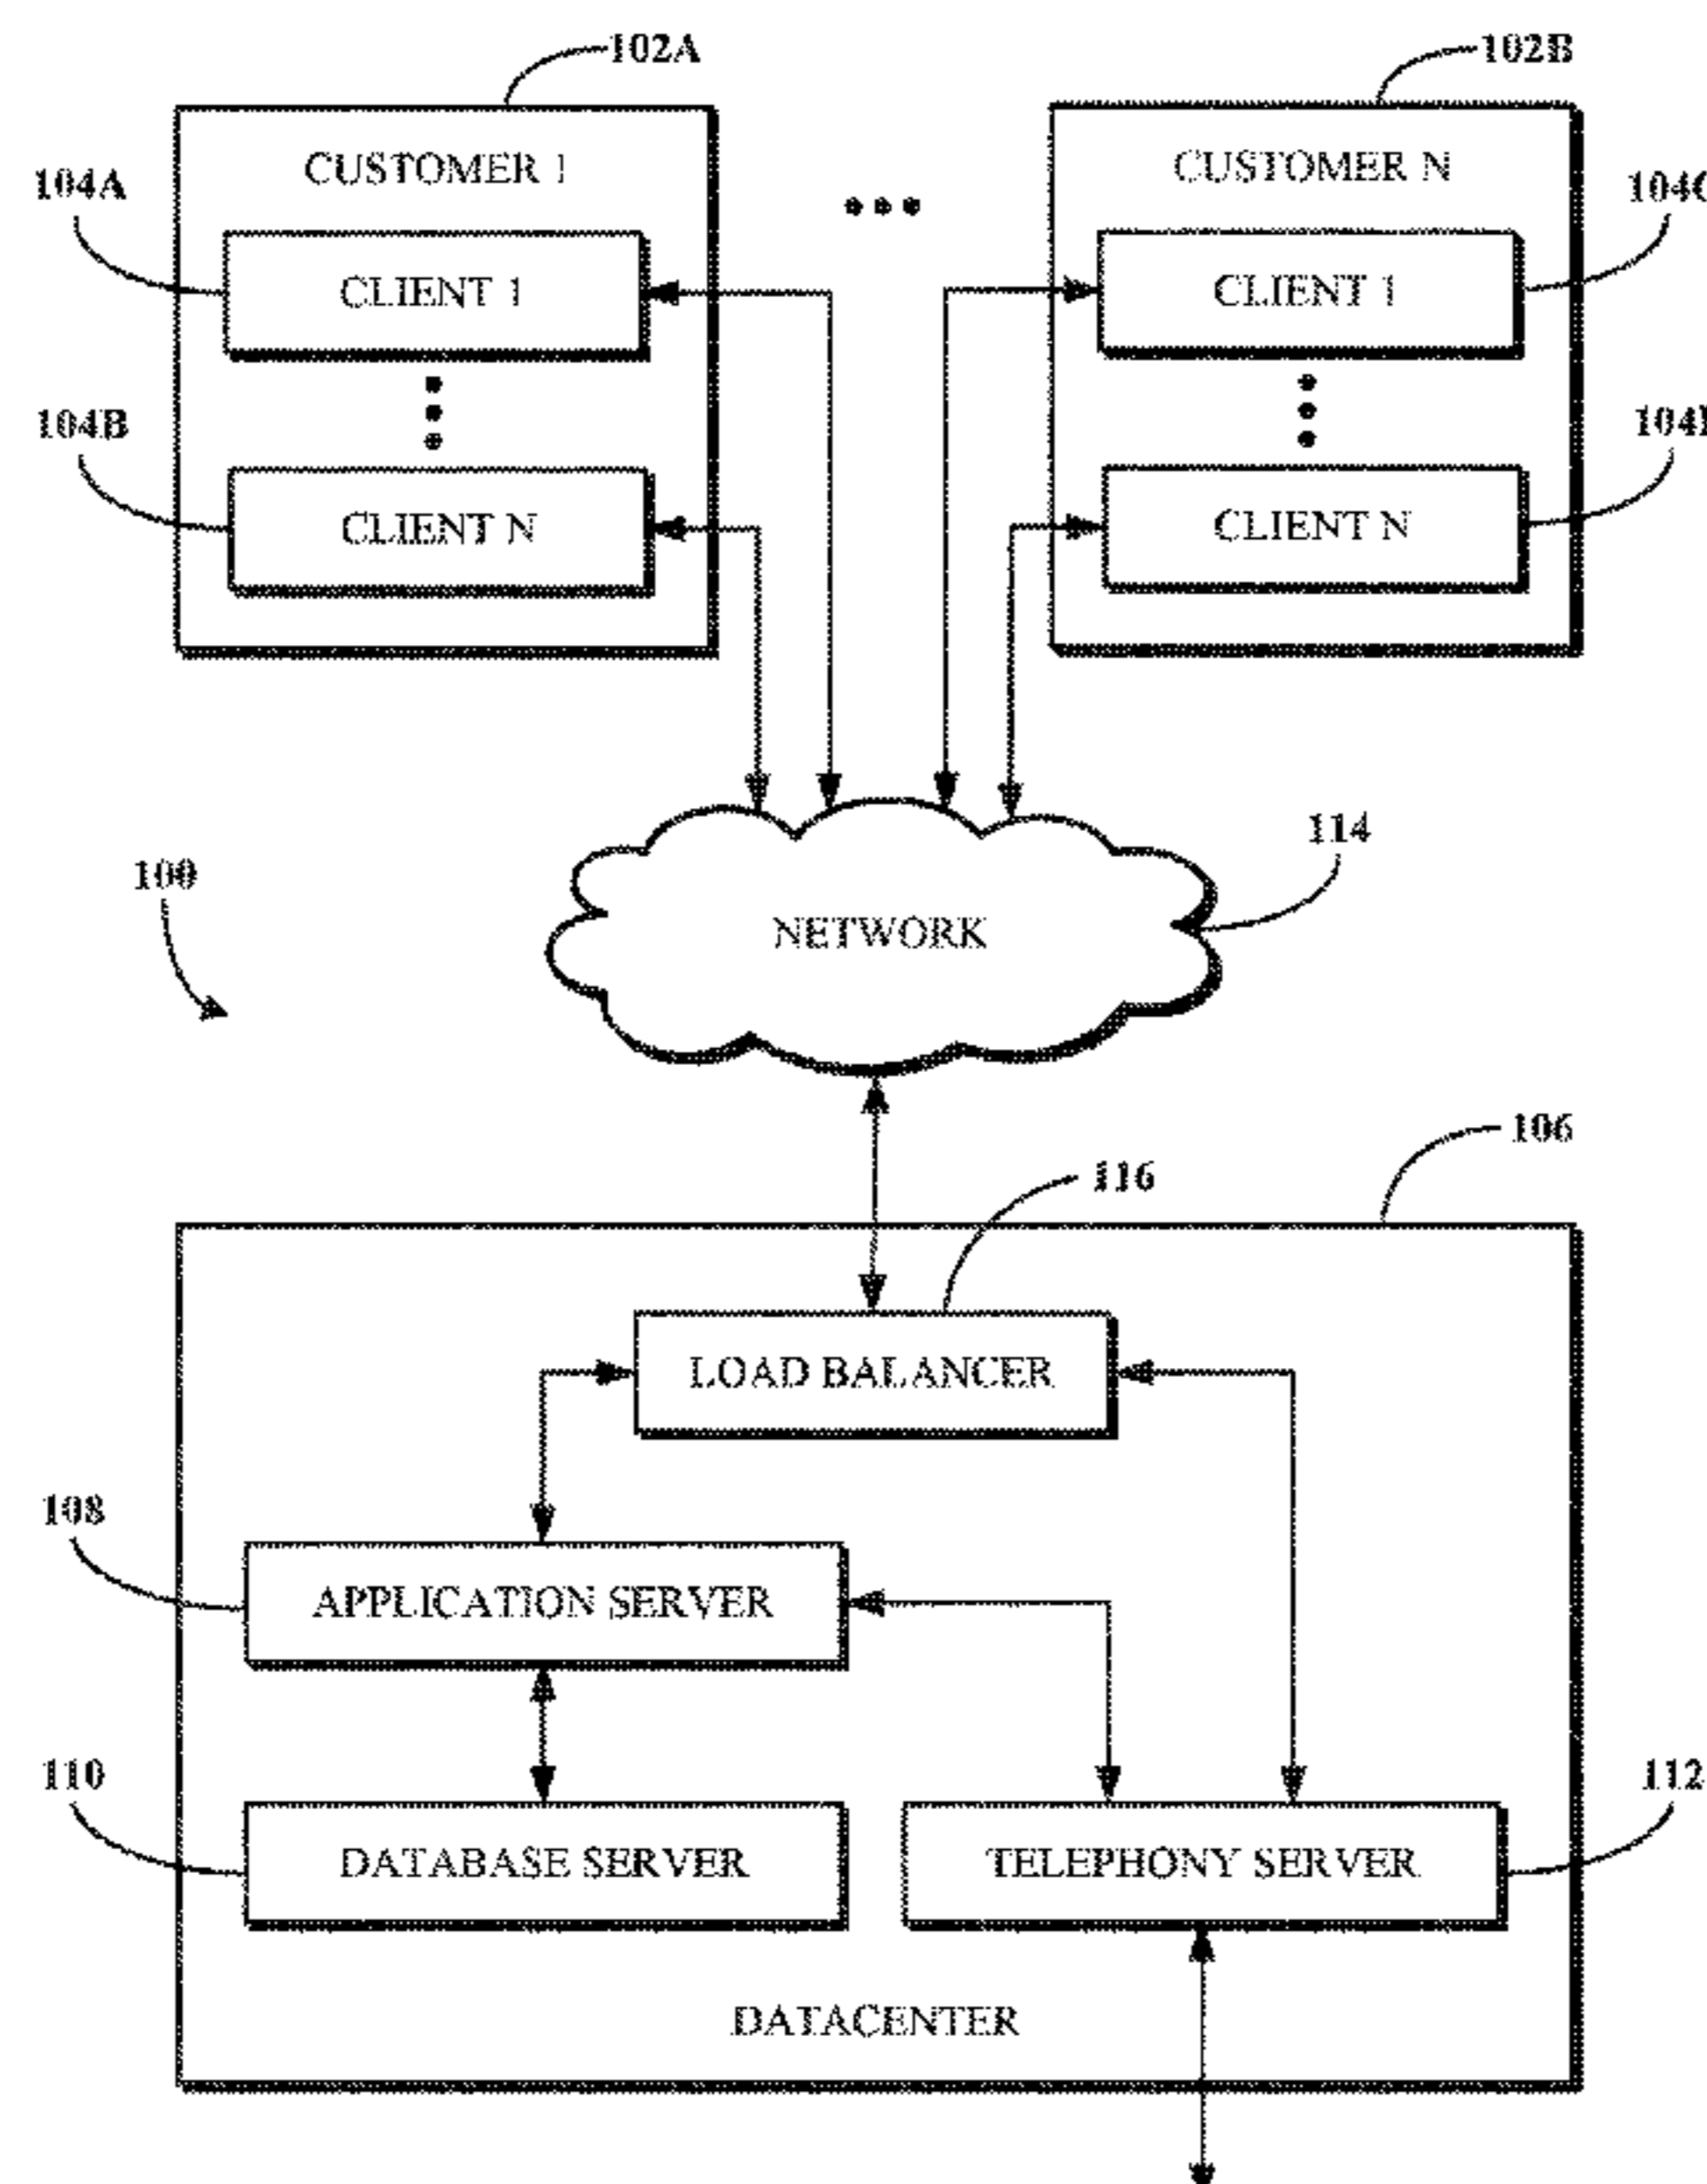 102A
102B
CUSTOMER 1
CUSTOMER N
104A
CLIENT 1
CLIENT 1
104B
CLIENT N
CLIENT N
114
100
NETWORK
106
116
LOAD BALANCER
108
APPLICATION SERVER
110
112
DATABASE SERVER
TELEPHONY SERVER
DATACENTER